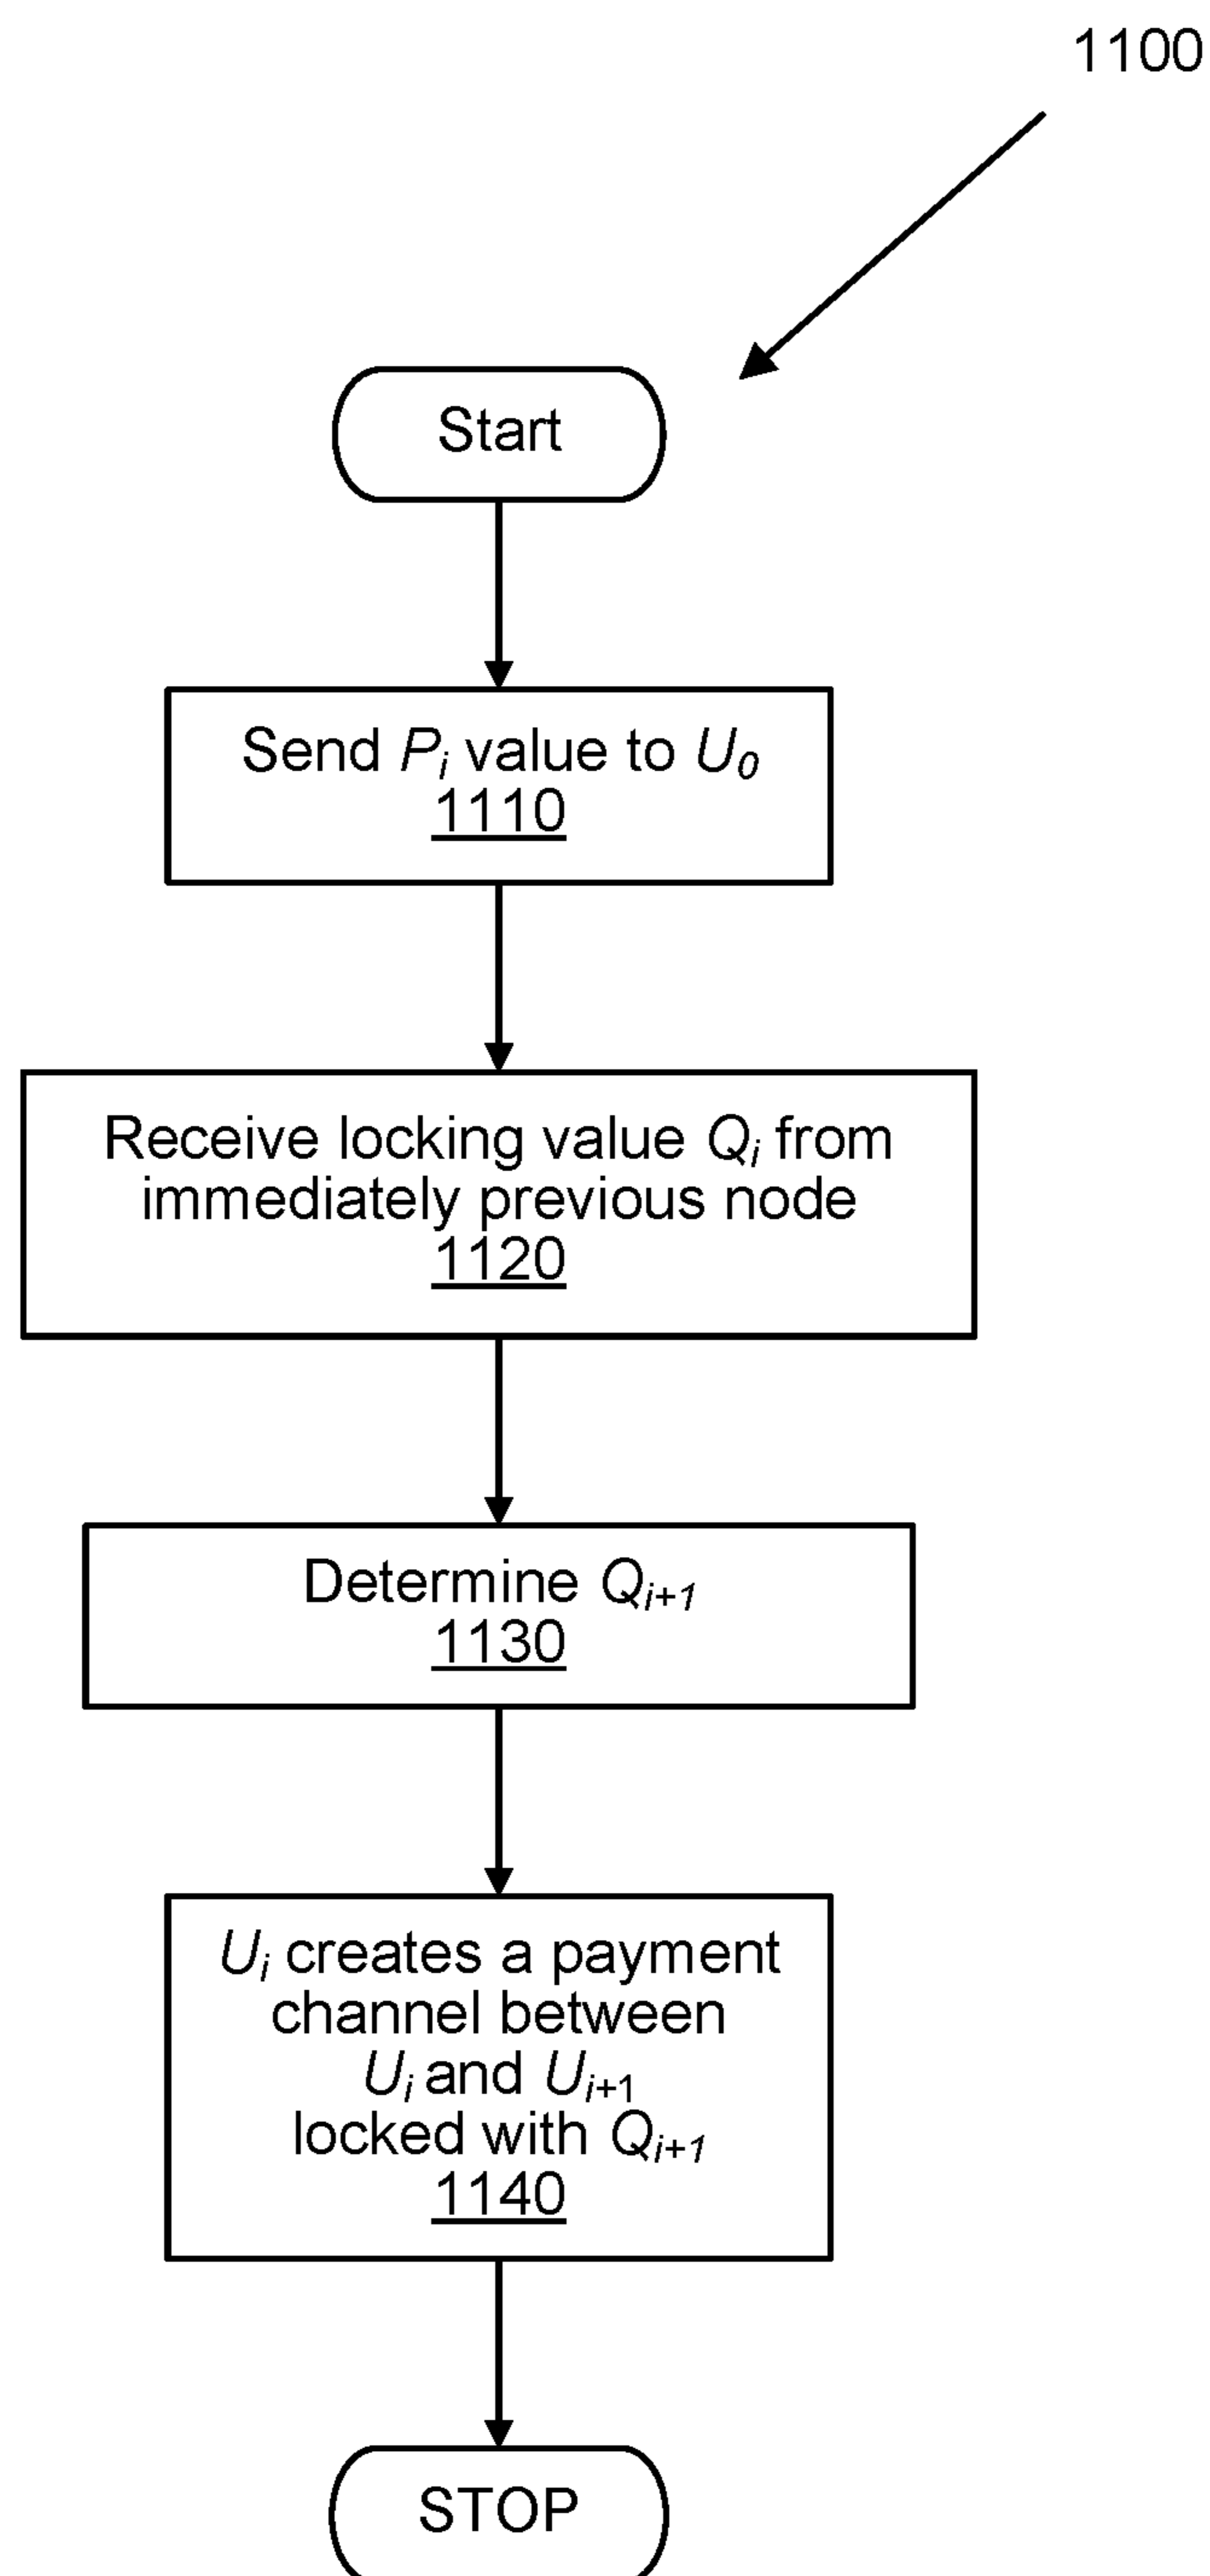 1100
Start
Send Pᵢ value to U₀
1110
Receive locking value Qᵢ from
immediately previous node
1120
Determine Qᵢ₊₁
1130
Uᵢ creates a payment
channel between
Uᵢ and Uᵢ₊₁
locked with Qᵢ₊₁
1140
STOP